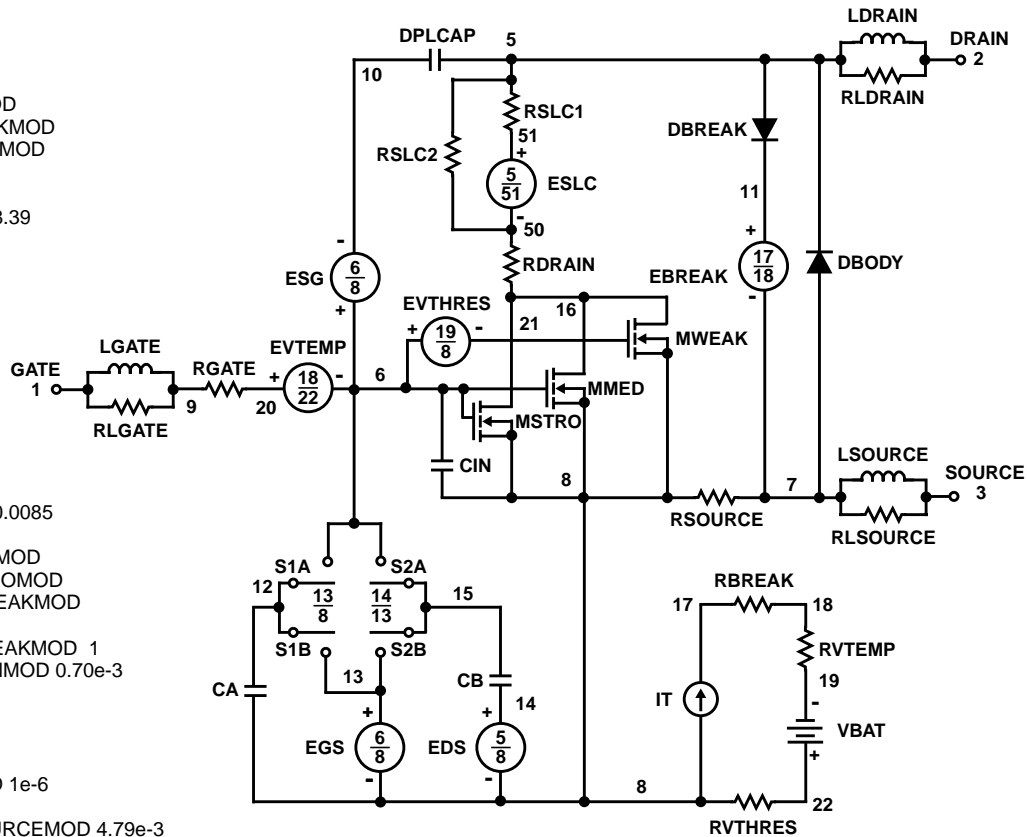 OD
KMOD
MOD
3.39
0.0085
MOD
OMOD
EAKMOD
EAKMOD 1
NMOD 0.70e-3
D 1e-6
URCEMOD 4.79e-3
LDRAIN
DPLCAP
5
DRAIN
2
10
RLDRAIN
RSLC1
51
DBREAK
RSLC2
+
5
51
ESLC
11
-
50
-
+
17
18
ESG
6
8
RDRAIN
EBREAK
DBODY
+
EVTHRES
16
-
+
19
8
-
21
MWEAK
LGATE
EVTEMP
GATE
1
RGATE
+
18
22
-
6
MMED
9
20
MSTRO
RLGATE
LSOURCE
CIN
8
7
SOURCE
3
RSOURCE
RLSOURCE
S1A
S2A
12
13
8
14
13
15
RBREAK
17
18
S1B
S2B
RVTEMP
13
CB
19
CA
14
IT
-
+
+
VBAT
EGS
6
8
EDS
5
8
+
-
-
8
22
RVTHRES